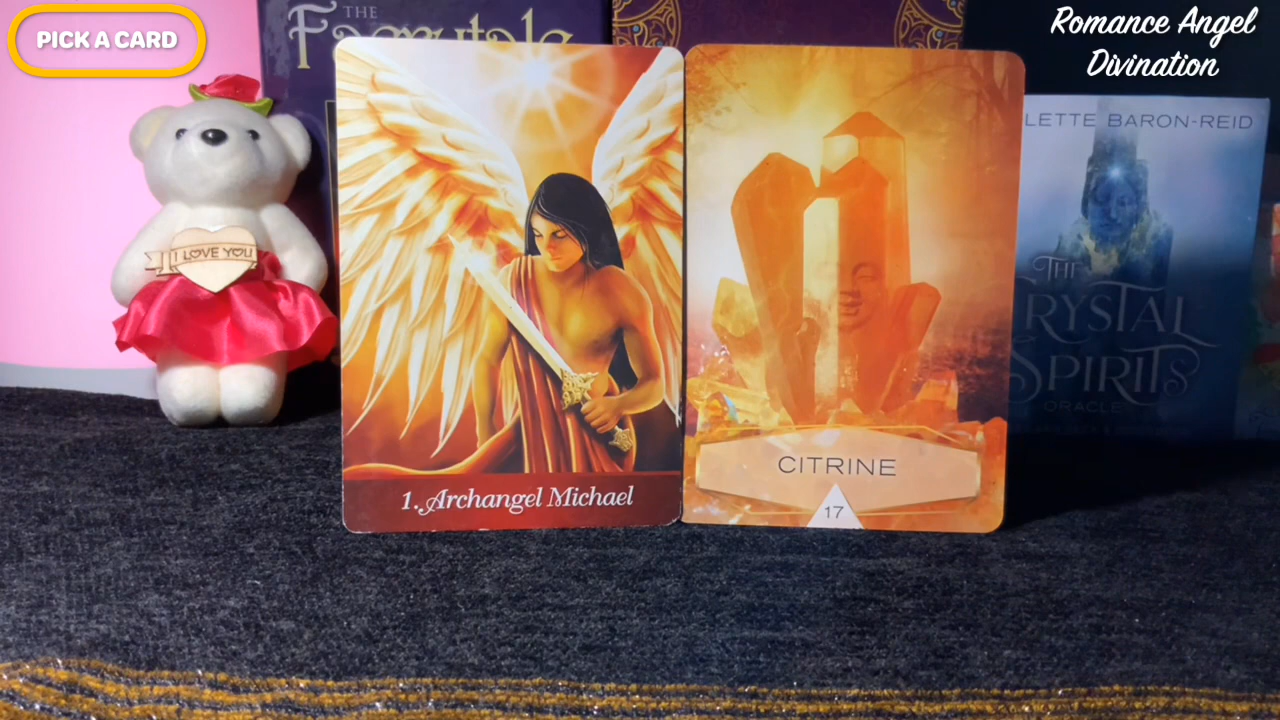 PICK A CARD
THE
Faerytale
Romance Angel
Divination
LETTE BARON-REID
I LOVE YOU
THE
CRYSTAL
SPIRITS
ORACLE
CITRINE
1. Archangel Michael
17